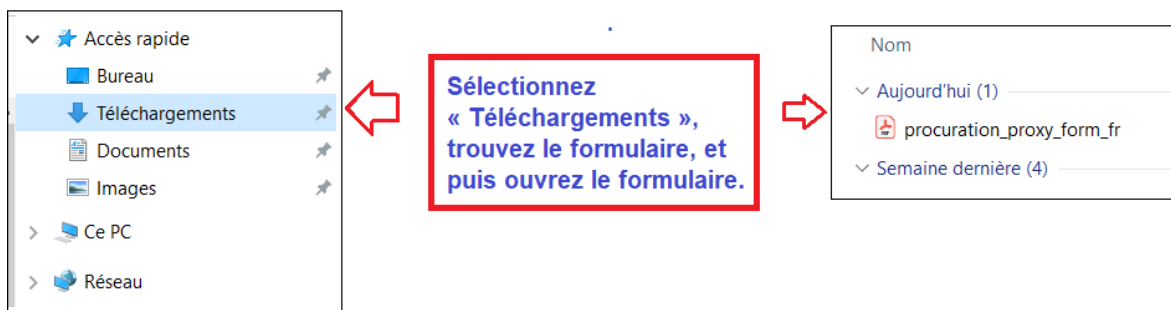 Accès rapide
Bureau
Téléchargements
Documents
Images
Ce PC
Réseau
Sélectionnez
« Téléchargements »,
trouvez le formulaire, et
puis ouvrez le formulaire.
Nom
Aujourd'hui (1)
PDF
procuration_proxy_form_fr
Semaine dernière (4)